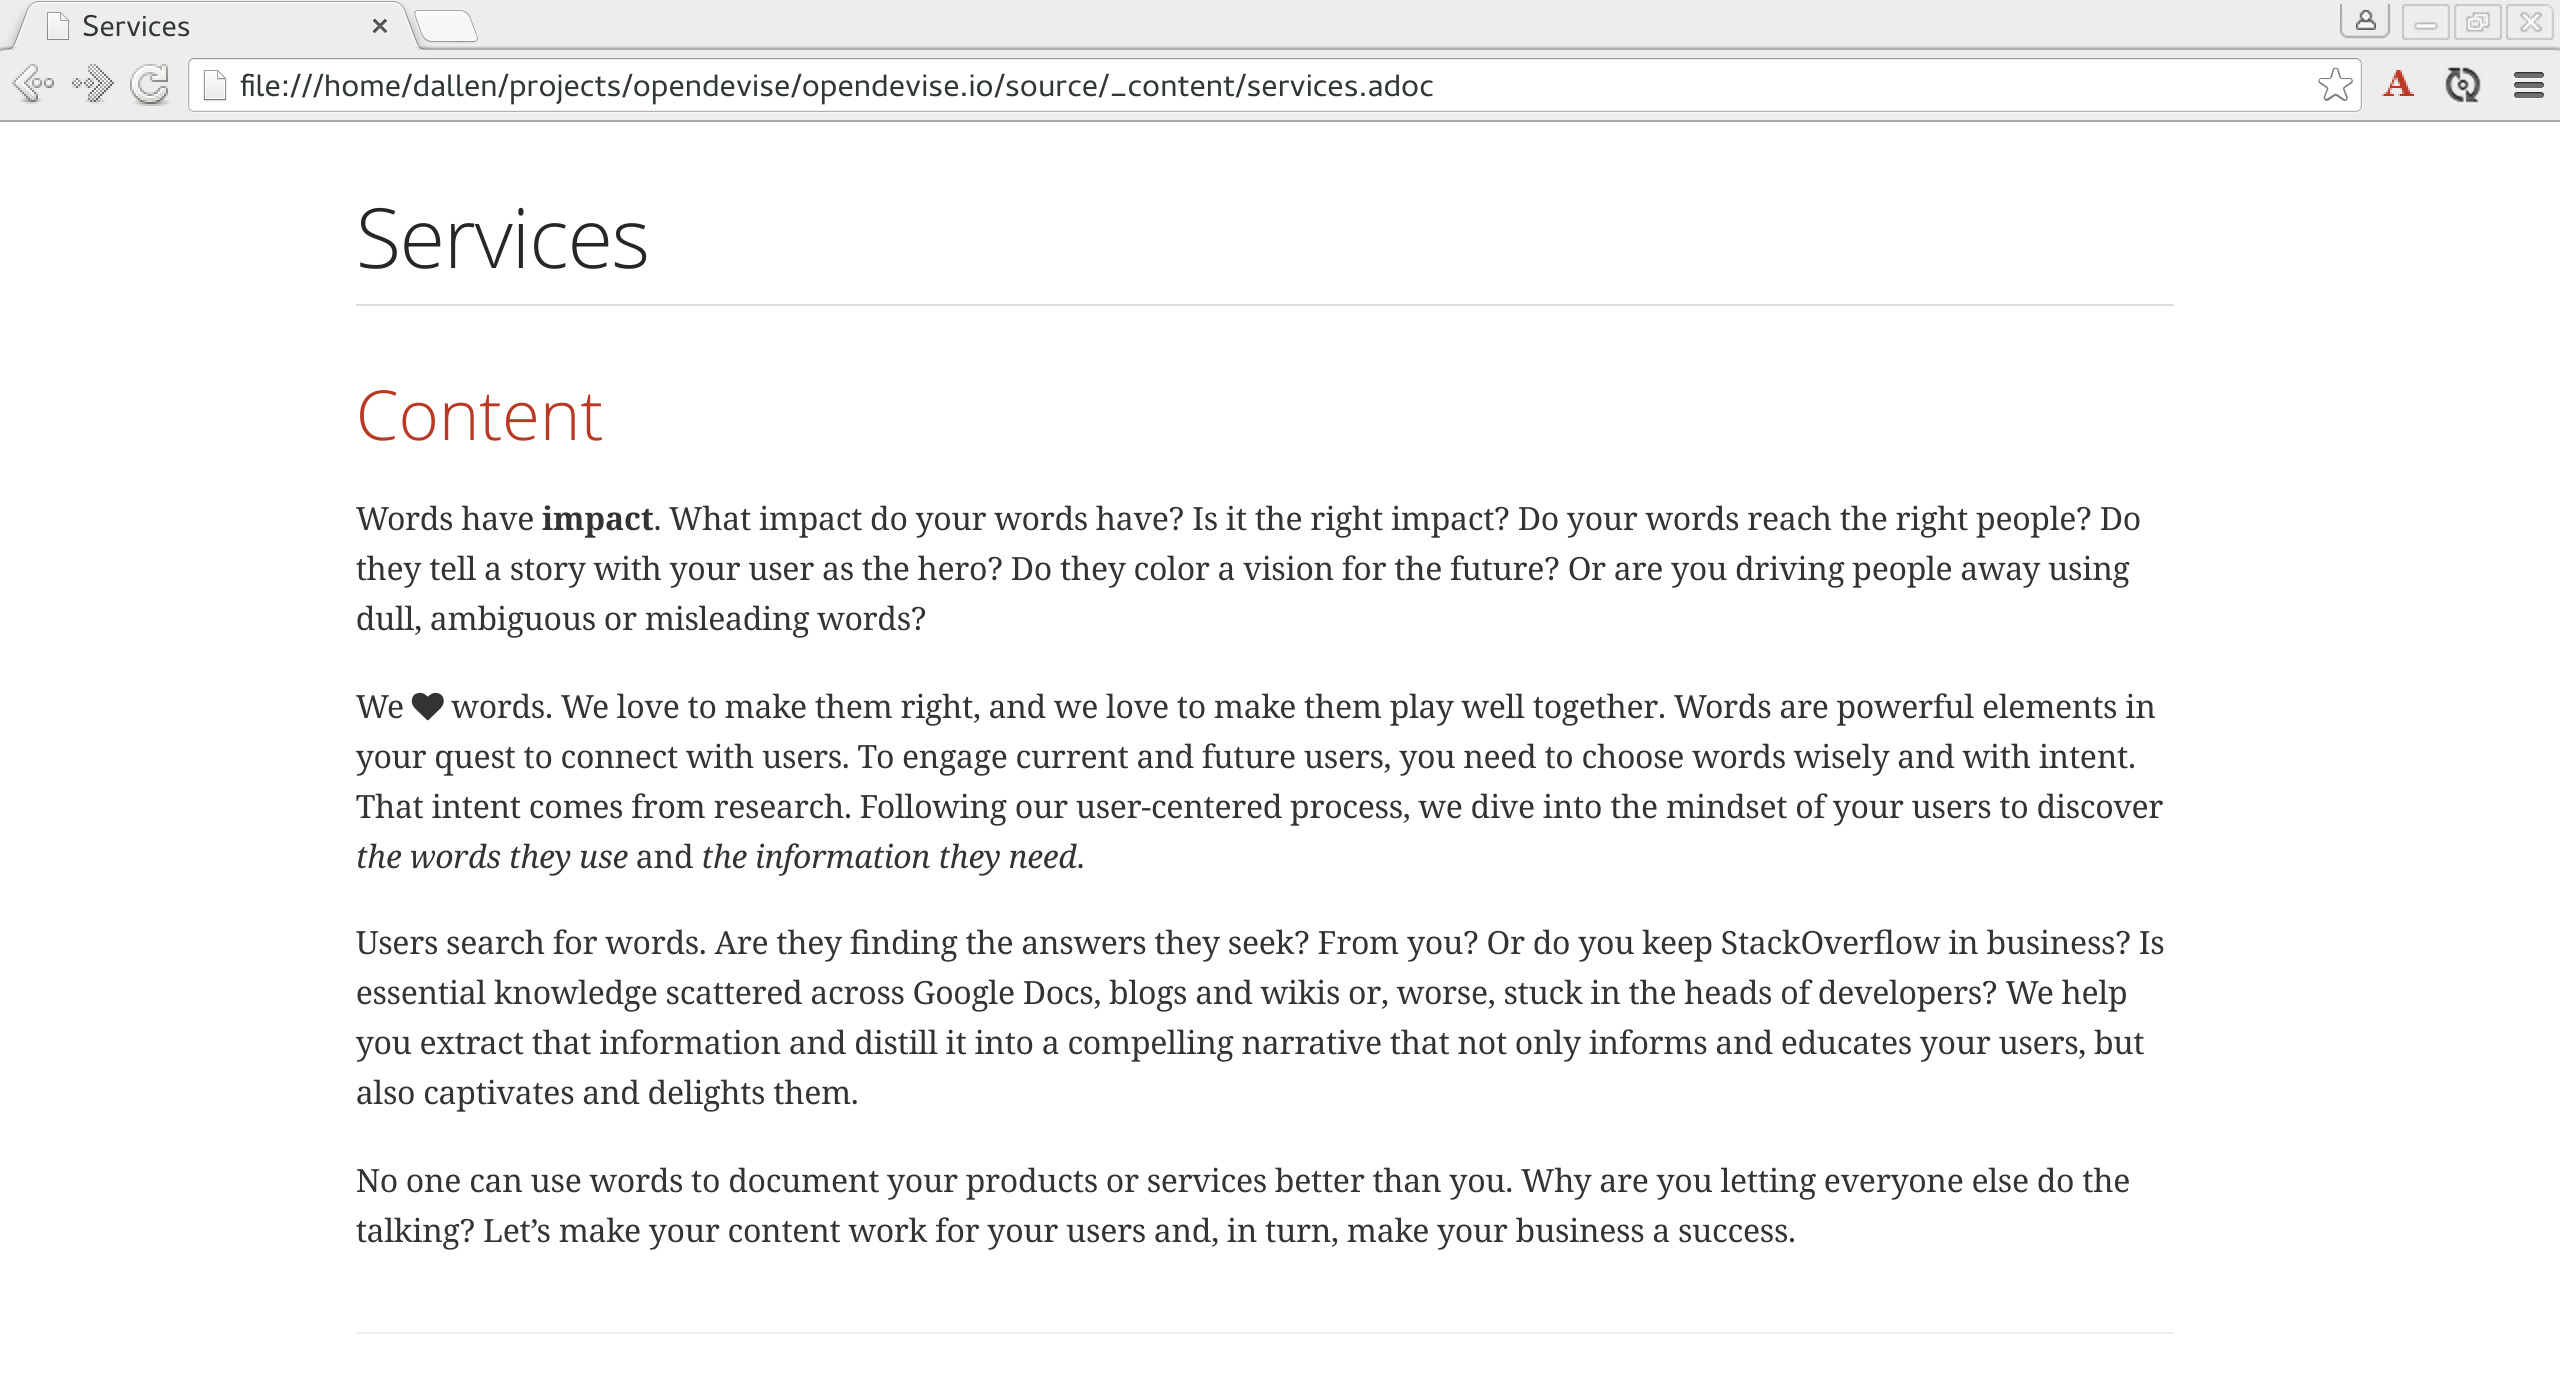 Services
file:///home/dallen/projects/opendevise/opendevise.io/source/_content/services.adoc
A
Services
Content
Words have impact. What impact do your words have? Is it the right impact? Do your words reach the right people? Do
they tell a story with your user as the hero? Do they color a vision for the future? Or are you driving people away using
dull, ambiguous or misleading words?
We ♥ words. We love to make them right, and we love to make them play well together. Words are powerful elements in
your quest to connect with users. To engage current and future users, you need to choose words wisely and with intent.
That intent comes from research. Following our user-centered process, we dive into the mindset of your users to discover
the words they use and the information they need.
Users search for words. Are they finding the answers they seek? From you? Or do you keep StackOverflow in business? Is
essential knowledge scattered across Google Docs, blogs and wikis or, worse, stuck in the heads of developers? We help
you extract that information and distill it into a compelling narrative that not only informs and educates your users, but
also captivates and delights them.
No one can use words to document your products or services better than you. Why are you letting everyone else do the
talking? Let’s make your content work for your users and, in turn, make your business a success.